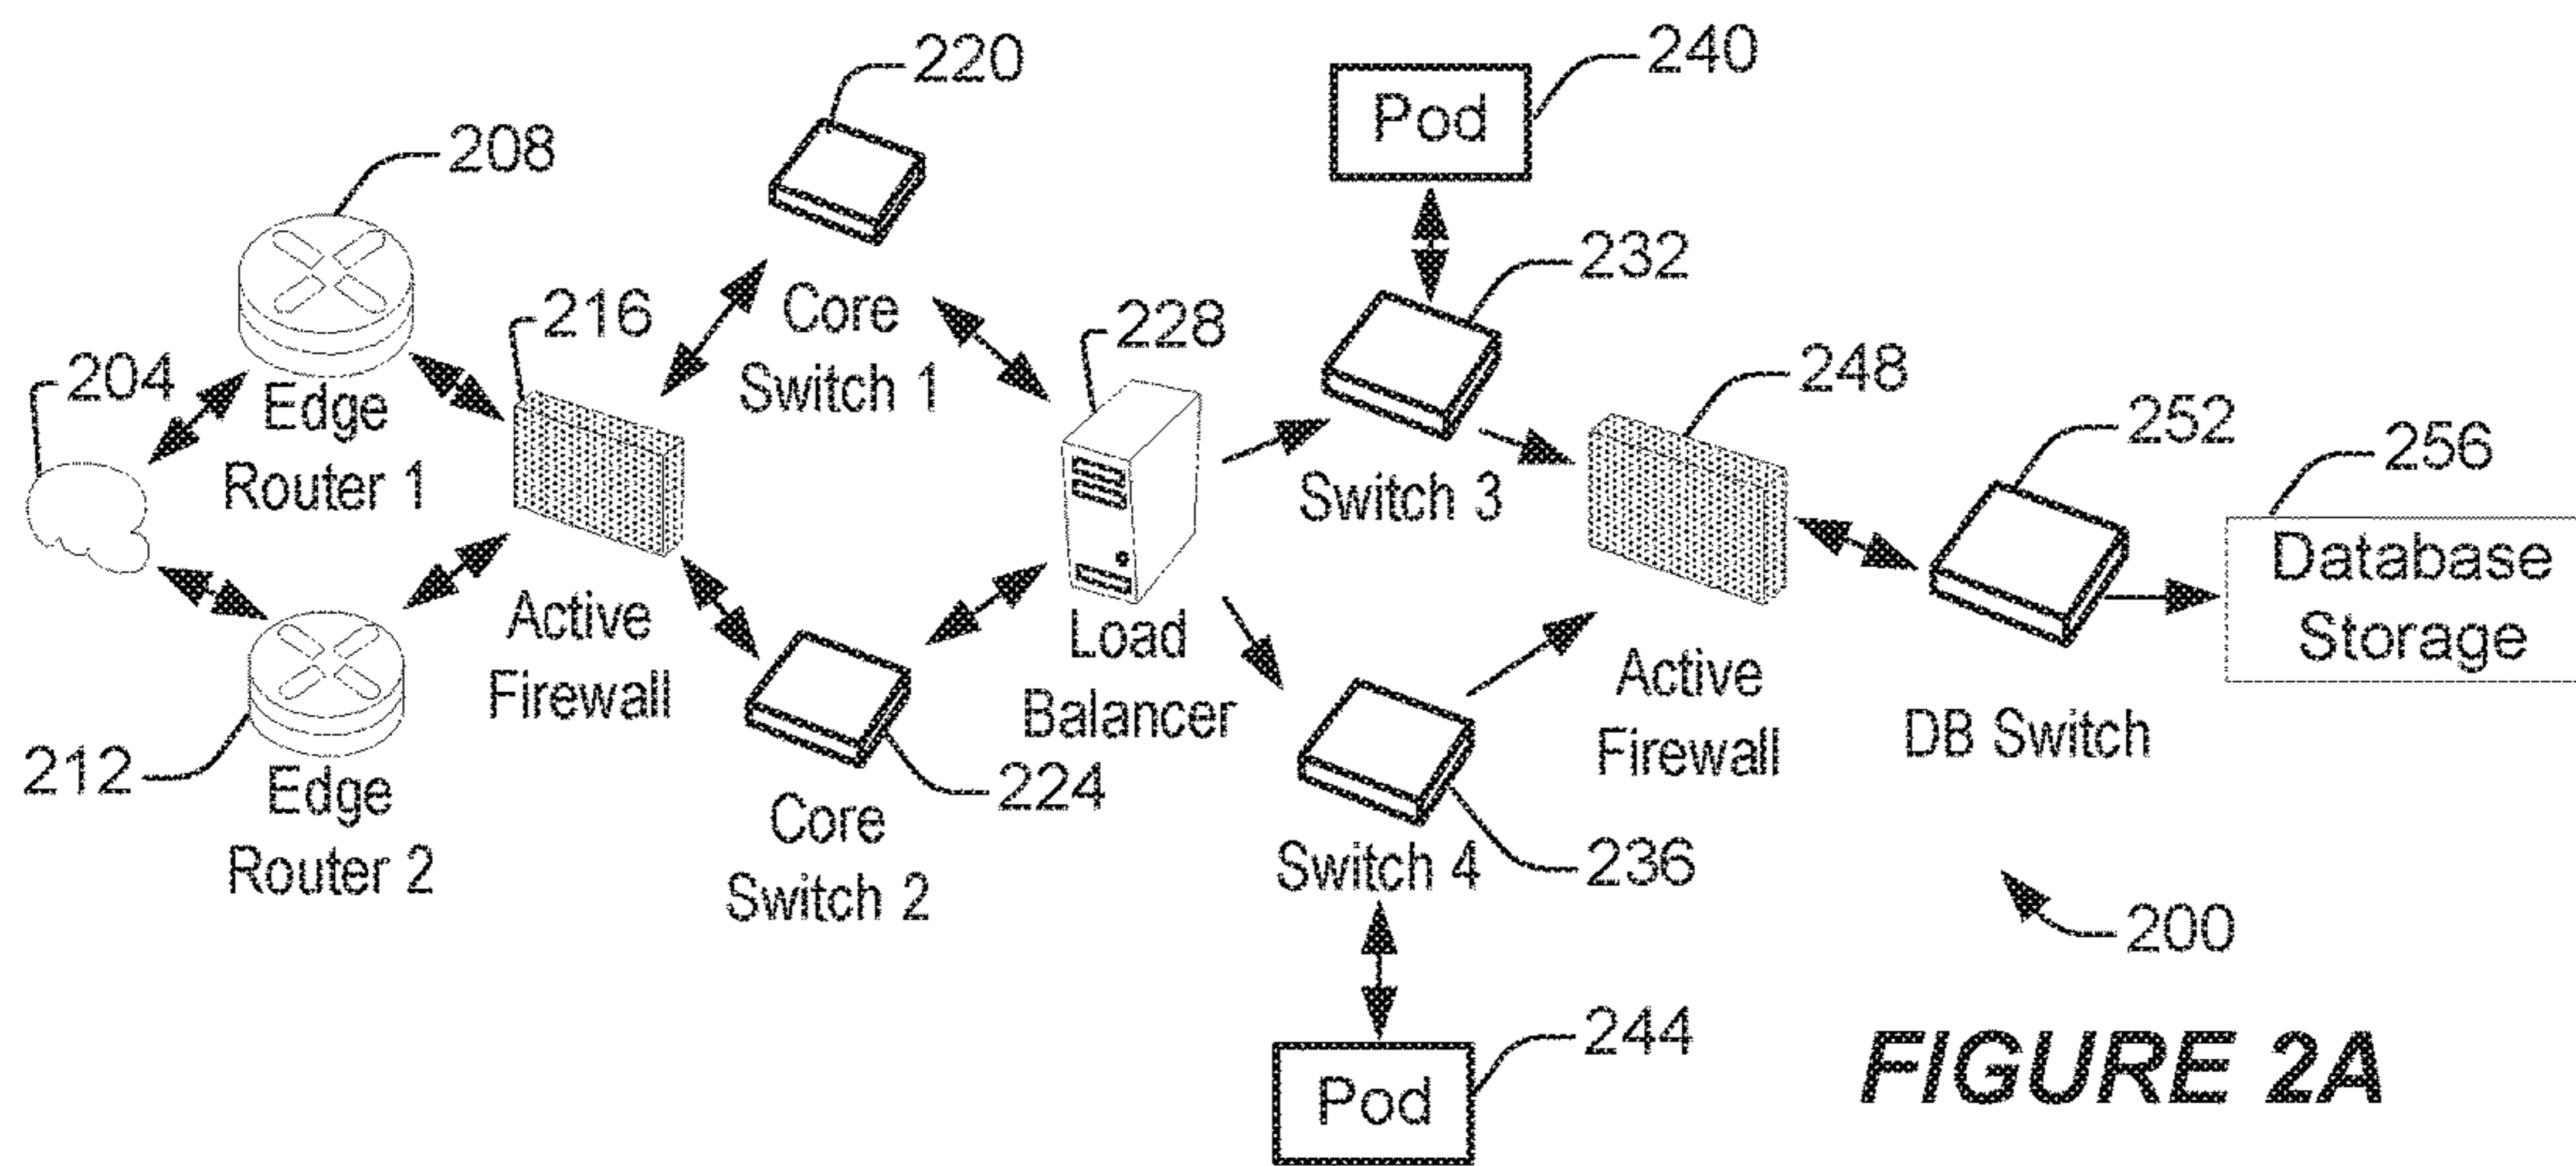 220
240
Pod
208
232
Core
Switch 1
216
228
204
Edge
Router 1
248
252
256
Switch 3
Database
Storage
Active
Firewall
Load
Balancer
Active
Firewall
DB Switch
212
Edge
Router 2
224
Core
Switch 2
Switch 4
236
200
244
Pod
FIGURE 2A